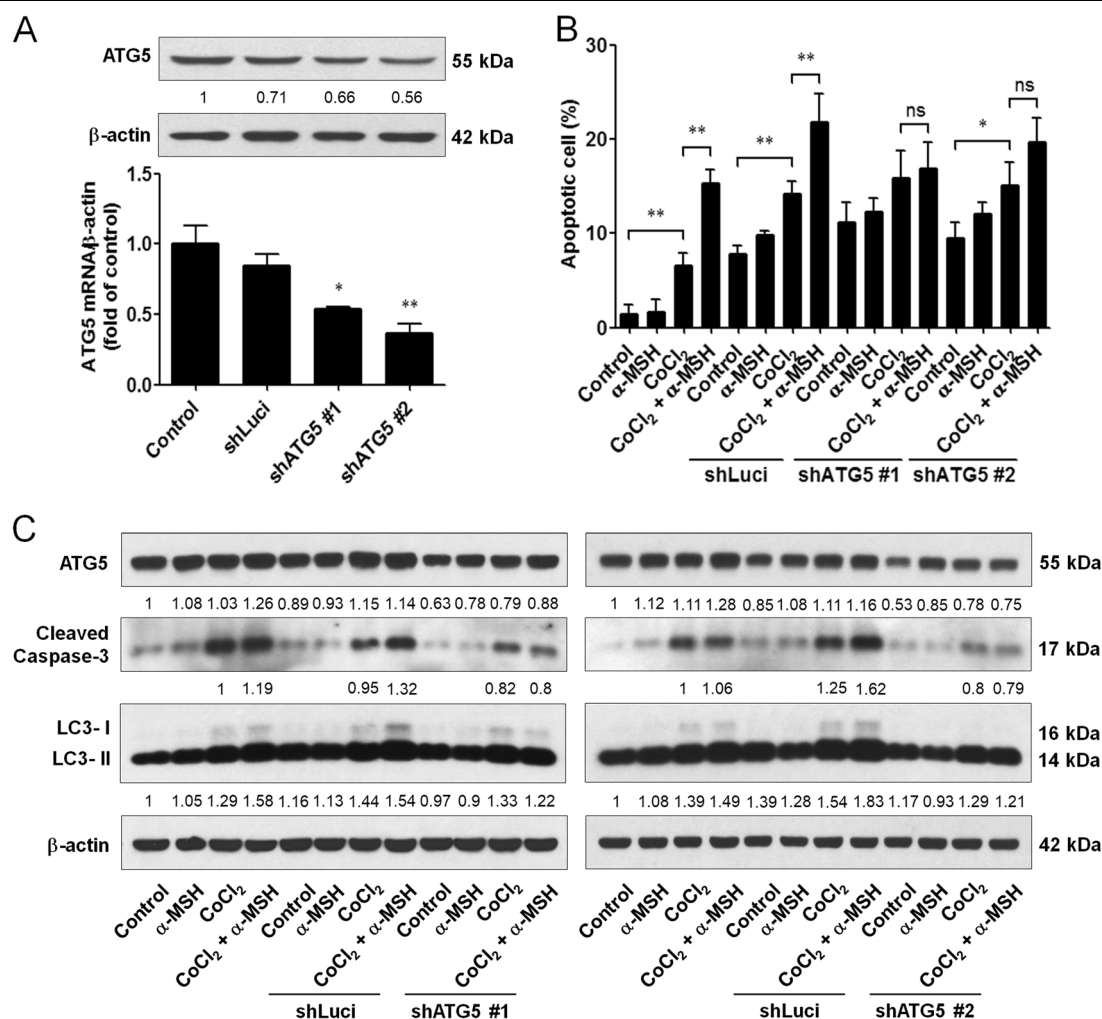 A
ATG5
55 kDa
1 0.71 0.66 0.56
β-actin
42 kDa
ATG5 mRNA/β-actin
(fold of control)
1.5
1.0
0.5
0.0
* **
Control shLuci shATG5 #1 shATG5 #2
B
Apoptotic cell (%)
30
20
10
0
** ** ** ** ns * ns
Control α-MSH CoCl₂ CoCl₂ + α-MSH Control α-MSH CoCl₂ CoCl₂ + α-MSH Control α-MSH CoCl₂ CoCl₂ + α-MSH Control α-MSH CoCl₂ CoCl₂ + α-MSH
shLuci shATG5 #1 shATG5 #2
C
ATG5
55 kDa
1 1.08 1.03 1.26 0.89 0.93 1.15 1.14 0.63 0.78 0.79 0.88
1 1.12 1.11 1.28 0.85 1.08 1.11 1.16 0.53 0.85 0.78 0.75
Cleaved
Caspase-3
17 kDa
1 1.19 0.95 1.32 0.82 0.8
1 1.06 1.25 1.62 0.8 0.79
LC3- I
16 kDa
LC3- II
14 kDa
1 1.05 1.29 1.58 1.16 1.13 1.44 1.54 0.97 0.9 1.33 1.22
1 1.08 1.39 1.49 1.39 1.28 1.54 1.83 1.17 0.93 1.29 1.21
β-actin
42 kDa
Control α-MSH CoCl₂ CoCl₂ + α-MSH Control α-MSH CoCl₂ CoCl₂ + α-MSH Control α-MSH CoCl₂ CoCl₂ + α-MSH
shLuci shATG5 #1
Control α-MSH CoCl₂ CoCl₂ + α-MSH Control α-MSH CoCl₂ CoCl₂ + α-MSH Control α-MSH CoCl₂ CoCl₂ + α-MSH
shLuci shATG5 #2